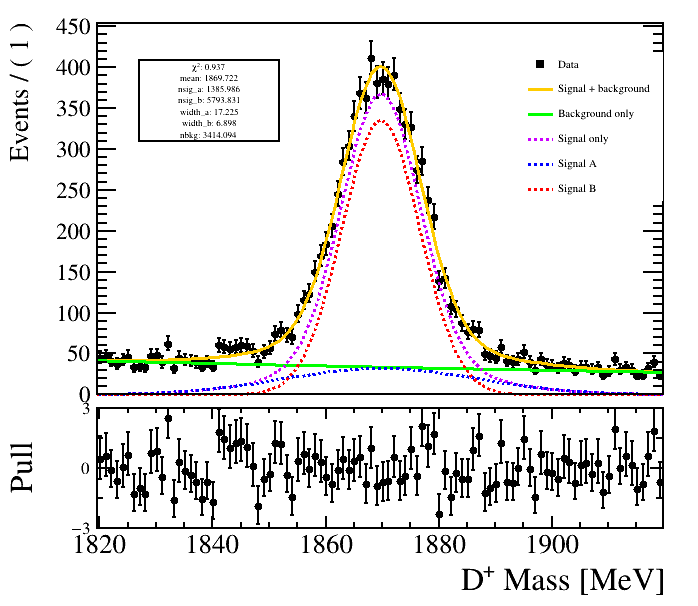 Events / ( 1 )
450
400
350
300
250
200
150
100
50
0
χ²: 0.937
mean: 1869.722
nsig_a: 1385.986
nsig_b: 5793.831
width_a: 17.225
width_b: 6.898
nbkg: 3414.094
Data
Signal + background
Background only
Signal only
Signal A
Signal B
Pull
3
0
−3
1820
1840
1860
1880
1900
D⁺ Mass [MeV]